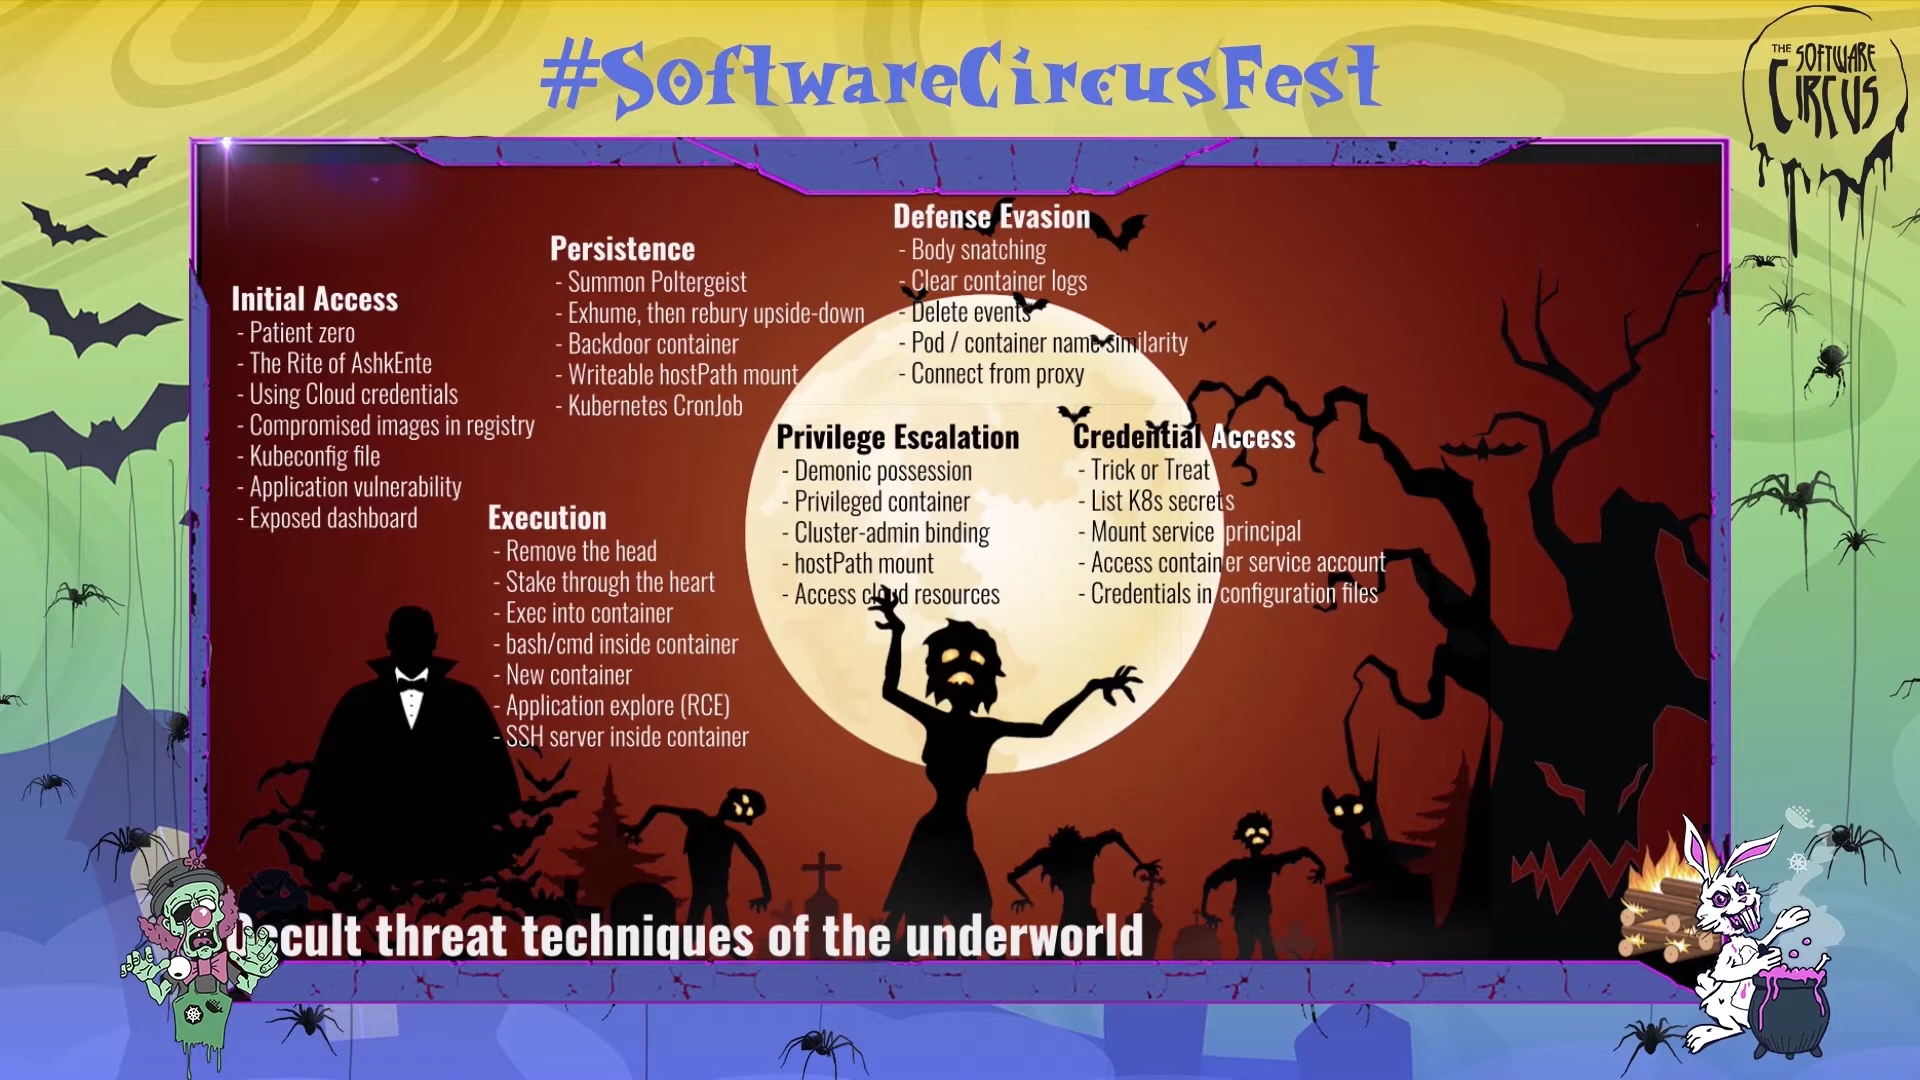 #SoftwareCircusFest
THE SOFTWARE
CIRCUS
Initial Access
- Patient zero
- The Rite of AshkEnte
- Using Cloud credentials
- Compromised images in registry
- Kubeconfig file
- Application vulnerability
- Exposed dashboard
Execution
- Remove the head
- Stake through the heart
- Exec into container
- bash/cmd inside container
- New container
- Application explore (RCE)
- SSH server inside container
Persistence
- Summon Poltergeist
- Exhume, then rebury upside-down
- Backdoor container
- Writeable hostPath mount
- Kubernetes CronJob
Privilege Escalation
- Demonic possession
- Privileged container
- Cluster-admin binding
- hostPath mount
- Access cloud resources
Defense Evasion
- Body snatching
- Clear container logs
- Delete events
- Pod / container name similarity
- Connect from proxy
Credential Access
- Trick or Treat
- List K8s secrets
- Mount service principal
- Access container service account
- Credentials in configuration files
Occult threat techniques of the underworld